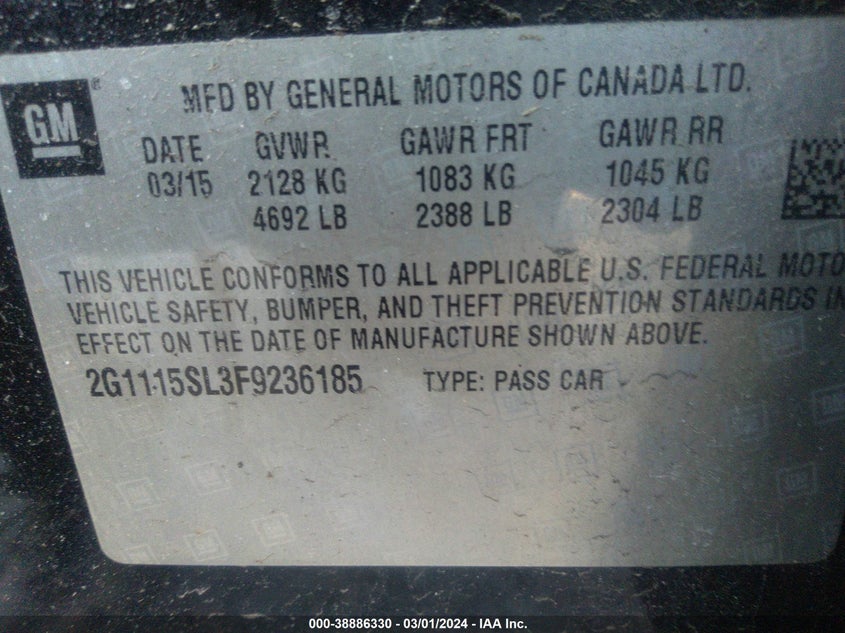 GM
®
MFD BY GENERAL MOTORS OF CANADA LTD.
DATE GVWR GAWR FRT GAWR RR
03/15 2128 KG 1083 KG 1045 KG
4692 LB 2388 LB 2304 LB
THIS VEHICLE CONFORMS TO ALL APPLICABLE U.S. FEDERAL MOTO
VEHICLE SAFETY, BUMPER, AND THEFT PREVENTION STANDARDS IN
EFFECT ON THE DATE OF MANUFACTURE SHOWN ABOVE.
2G1115SL3F9236185 TYPE: PASS CAR
000-38886330 - 03/01/2024 - IAA Inc.